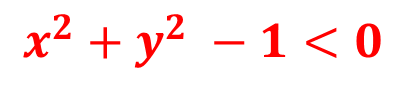 x² + y² − 1 < 0